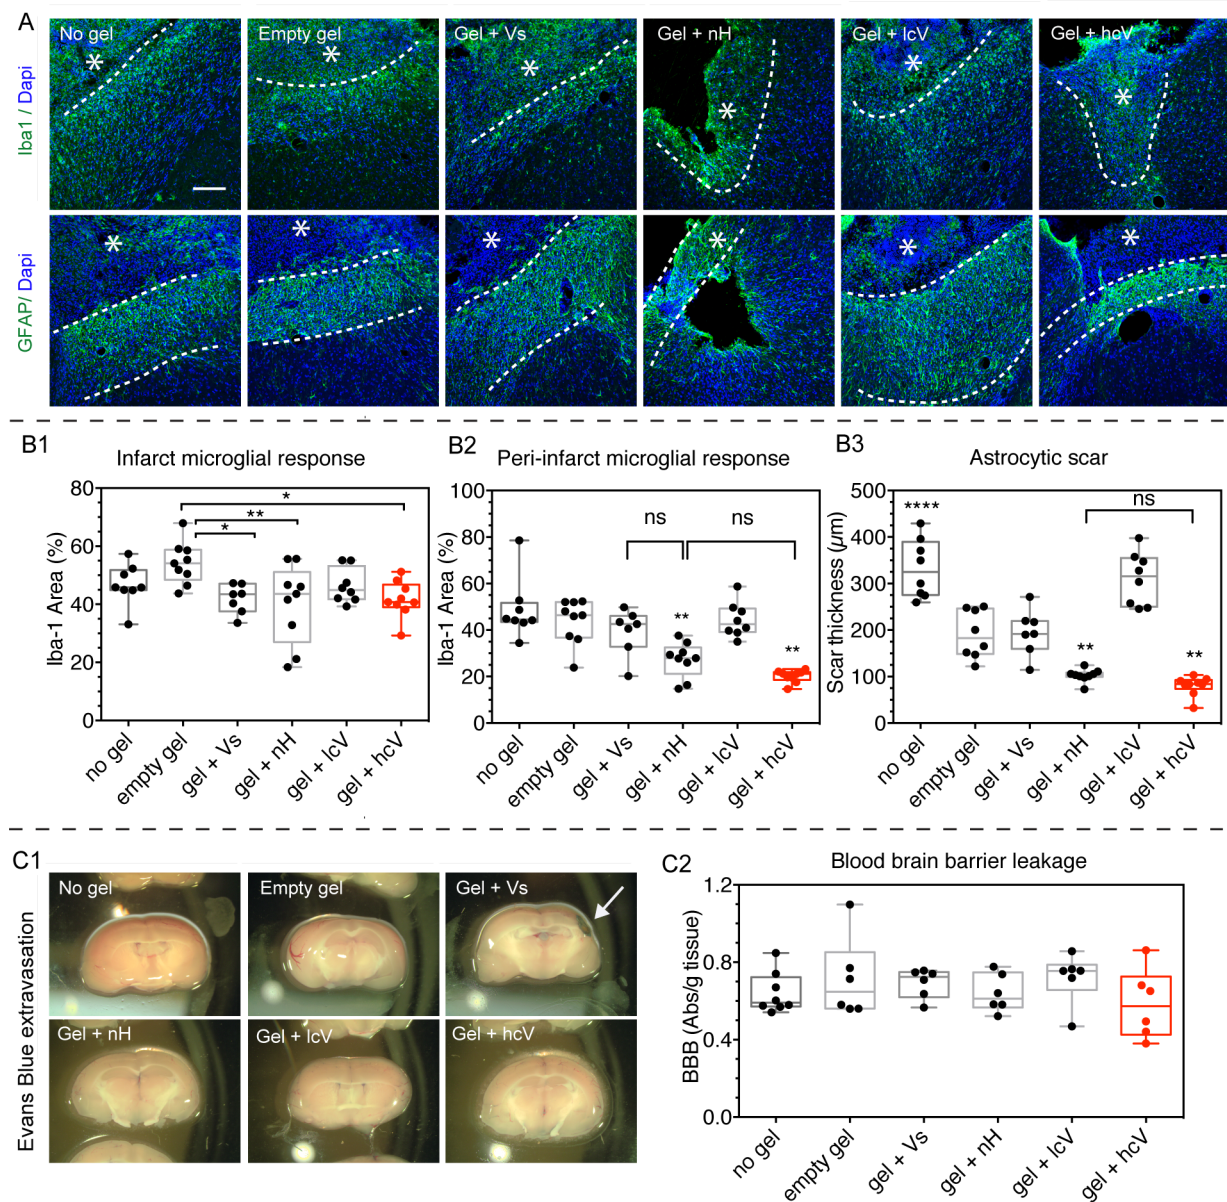 A
No gel
Empty gel
Gel + Vs
Gel + nH
Gel + lcV
Gel + hcV
Iba1 / Dapi
GFAP/ Dapi
B1
Infarct microglial response
Iba-1 Area (%)
80
60
40
20
0
*
**
*
no gel
empty gel
gel + Vs
gel + nH
gel + lcV
gel + hcV
B2
Peri-infarct microglial response
Iba-1 Area (%)
100
80
60
40
20
0
ns
ns
**
**
no gel
empty gel
gel + Vs
gel + nH
gel + lcV
gel + hcV
B3
Astrocytic scar
Scar thickness (µm)
500
400
300
200
100
0
****
ns
**
**
no gel
empty gel
gel + Vs
gel + nH
gel + lcV
gel + hcV
C1
Evans Blue extravasation
No gel
Empty gel
Gel + Vs
Gel + nH
Gel + lcV
Gel + hcV
C2
Blood brain barrier leakage
BBB (Abs/g tissue)
1.2
0.8
0.4
0.0
no gel
empty gel
gel + Vs
gel + nH
gel + lcV
gel + hcV